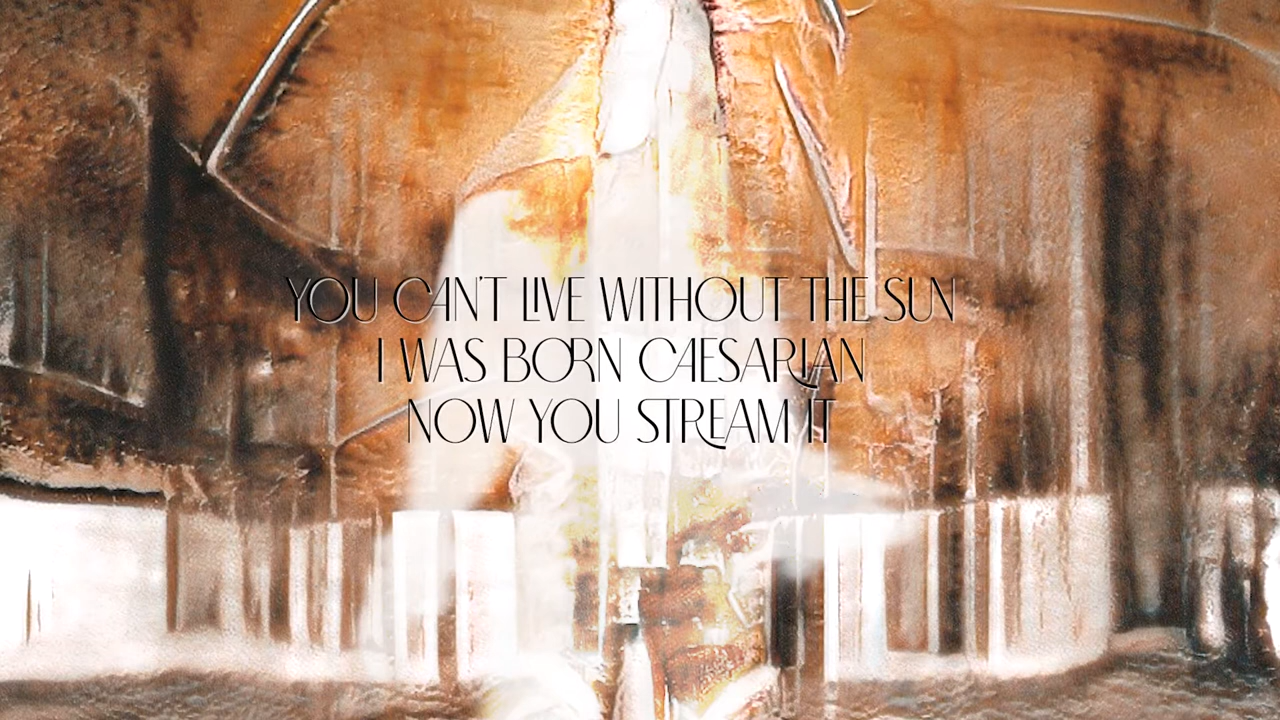 YOU CAN'T LIVE WITHOUT THE SUN
I WAS BORN CAESARIAN
NOW YOU STREAM IT